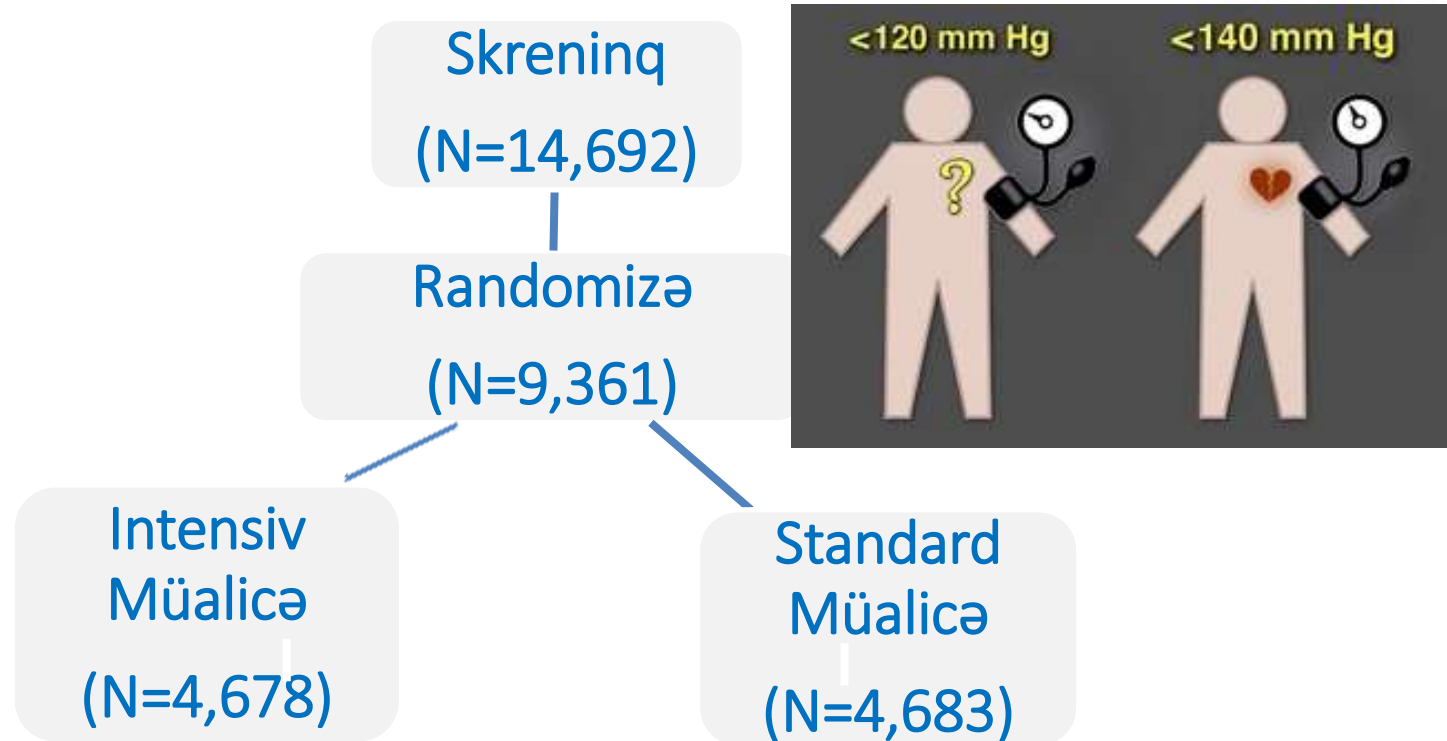 Skreninq
(N=14,692)
<120 mm Hg
<140 mm Hg
?
Randomizə
(N=9,361)
Intensiv
Müalicə
(N=4,678)
Standard
Müalicə
(N=4,683)